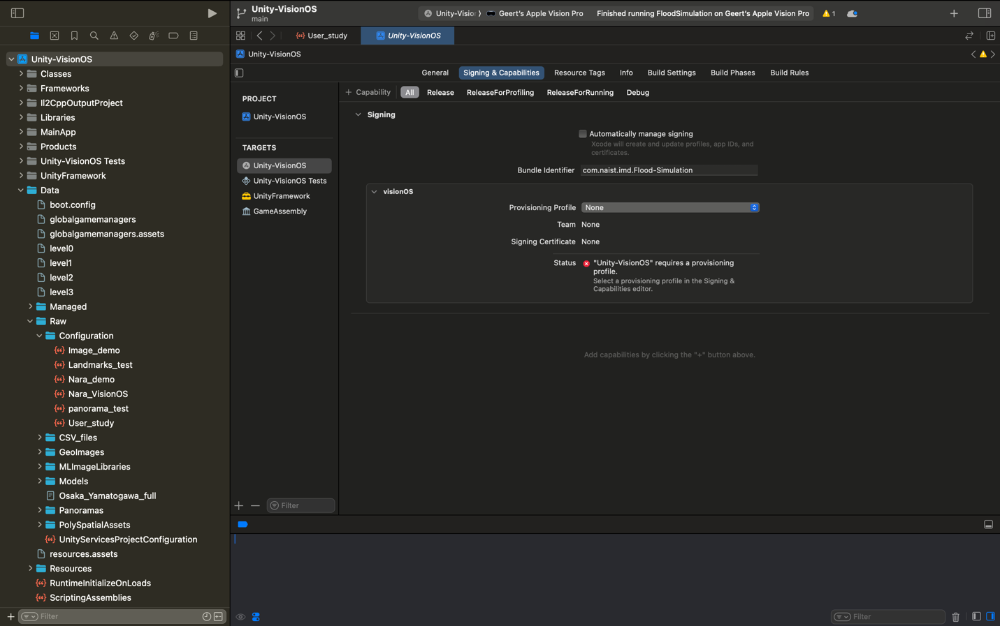 Unity-VisionOS
main
Unity-Visio
Geert's Apple Vision Pro
Finished running FloodSimulation on Geert's Apple Vision Pro
1
User_study
Unity-VisionOS
Unity-VisionOS
Unity-VisionOS
Classes
Frameworks
Il2CppOutputProject
Libraries
MainApp
Products
Unity-VisionOS Tests
UnityFramework
Data
boot.config
globalgamemanagers
globalgamemanagers.assets
level0
level1
level2
level3
Managed
Raw
Configuration
Image_demo
Landmarks_test
Nara_demo
Nara_VisionOS
panorama_test
User_study
CSV_files
GeoImages
MLImageLibraries
Models
Osaka_Yamatogawa_full
Panoramas
PolySpatialAssets
UnityServicesProjectConfiguration
resources.assets
Resources
RuntimeInitializeOnLoads
ScriptingAssemblies
Filter
General
Signing & Capabilities
Resource Tags
Info
Build Settings
Build Phases
Build Rules
PROJECT
Unity-VisionOS
TARGETS
Unity-VisionOS
Unity-VisionOS Tests
UnityFramework
GameAssembly
Filter
+ Capability
All
Release
ReleaseForProfiling
ReleaseForRunning
Debug
Signing
Automatically manage signing
Xcode will create and update profiles, app IDs, and
certificates.
Bundle Identifier com.naist.imd.Flood-Simulation
visionOS
Provisioning Profile None
Team None
Signing Certificate None
Status "Unity-VisionOS" requires a provisioning
profile.
Select a provisioning profile in the Signing &
Capabilities editor.
Add capabilities by clicking the "+" button above.
Filter